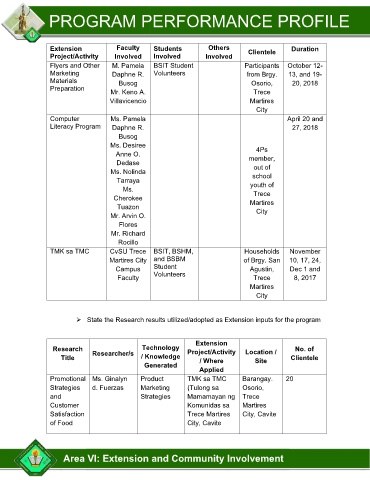 PROGRAM PERFORMANCE PROFILE
Extension Project/Activity
Faculty Involved
Students Involved
Others Involved
Clientele
Duration
Flyers and Other
Marketing
Materials
Preparation
M. Pamela
Daphne R.
Busog
Mr. Keno A.
Villavicencio
BSIT Student
Volunteers
Participants
from Brgy.
Osorio,
Trece
Martires
City
October 12-
13, and 19-
20, 2018
Computer
Literacy Program
Ms. Pamela
Daphne R.
Busog
Ms. Desiree
Anne O.
Dedase
Ms. Nolinda
Tarraya
Ms.
Cherokee
Tuazon
Mr. Arvin O.
Flores
Mr. Richard
Rocillo
4Ps
member,
out of
school
youth of
Trece
Martires
City
April 20 and
27, 2018
TMK sa TMC
CvSU Trece
Martires City
Campus
Faculty
BSIT, BSHM,
and BSBM
Student
Volunteers
Households
of Brgy. San
Agustin,
Trece
Martires
City
November
10, 17, 24,
Dec 1 and
8, 2017
➢ State the Research results utilized/adopted as Extension inputs for the program
Research
Title
Researcher/s
Technology
/ Knowledge
Generated
Extension
Project/Activity
/ Where
Applied
Location /
Site
No. of
Clientele
Promotional
Strategies
and
Customer
Satisfaction
of Food
Ms. Ginalyn
d. Fuerzas
Product
Marketing
Strategies
TMK sa TMC
(Tulong sa
Mamamayan ng
Komunidas sa
Trece Martires
City, Cavite
Barangay.
Osorio,
Trece
Martires
City, Cavite
20
Area VI: Extension and Community Involvement